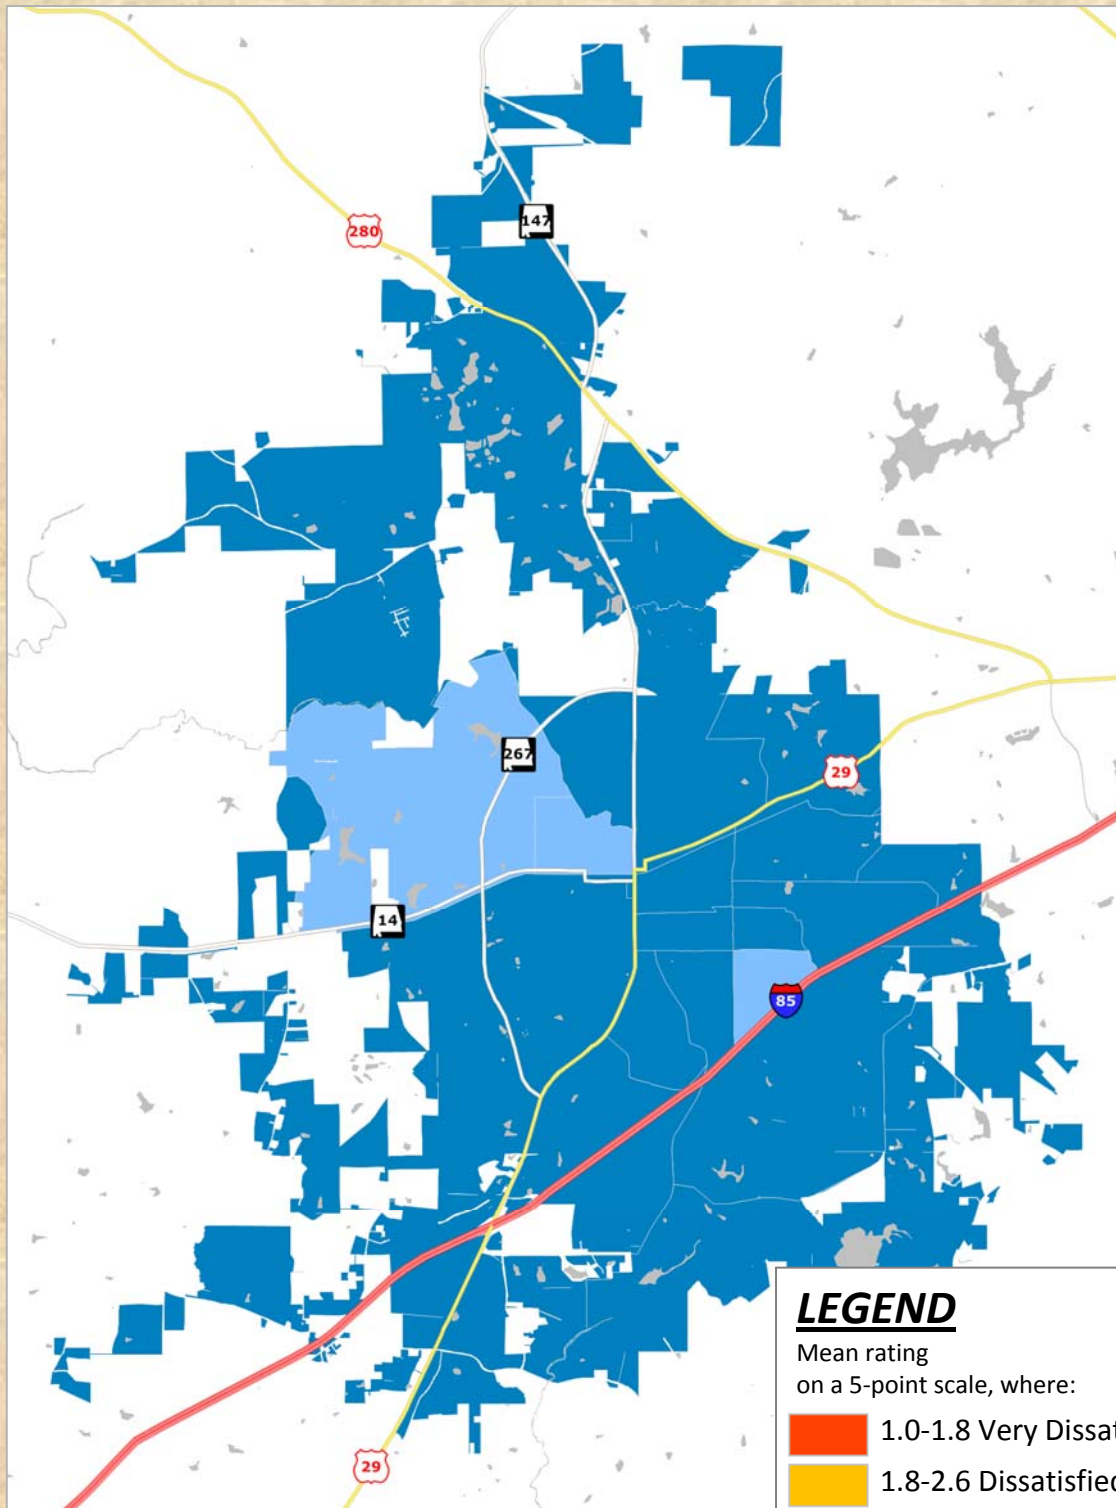 147
280
267
29
14
85
LEGEND
Mean rating
on a 5-point scale, where:
1.0-1.8 Very
1.8-2.6 Dissatisfied
29